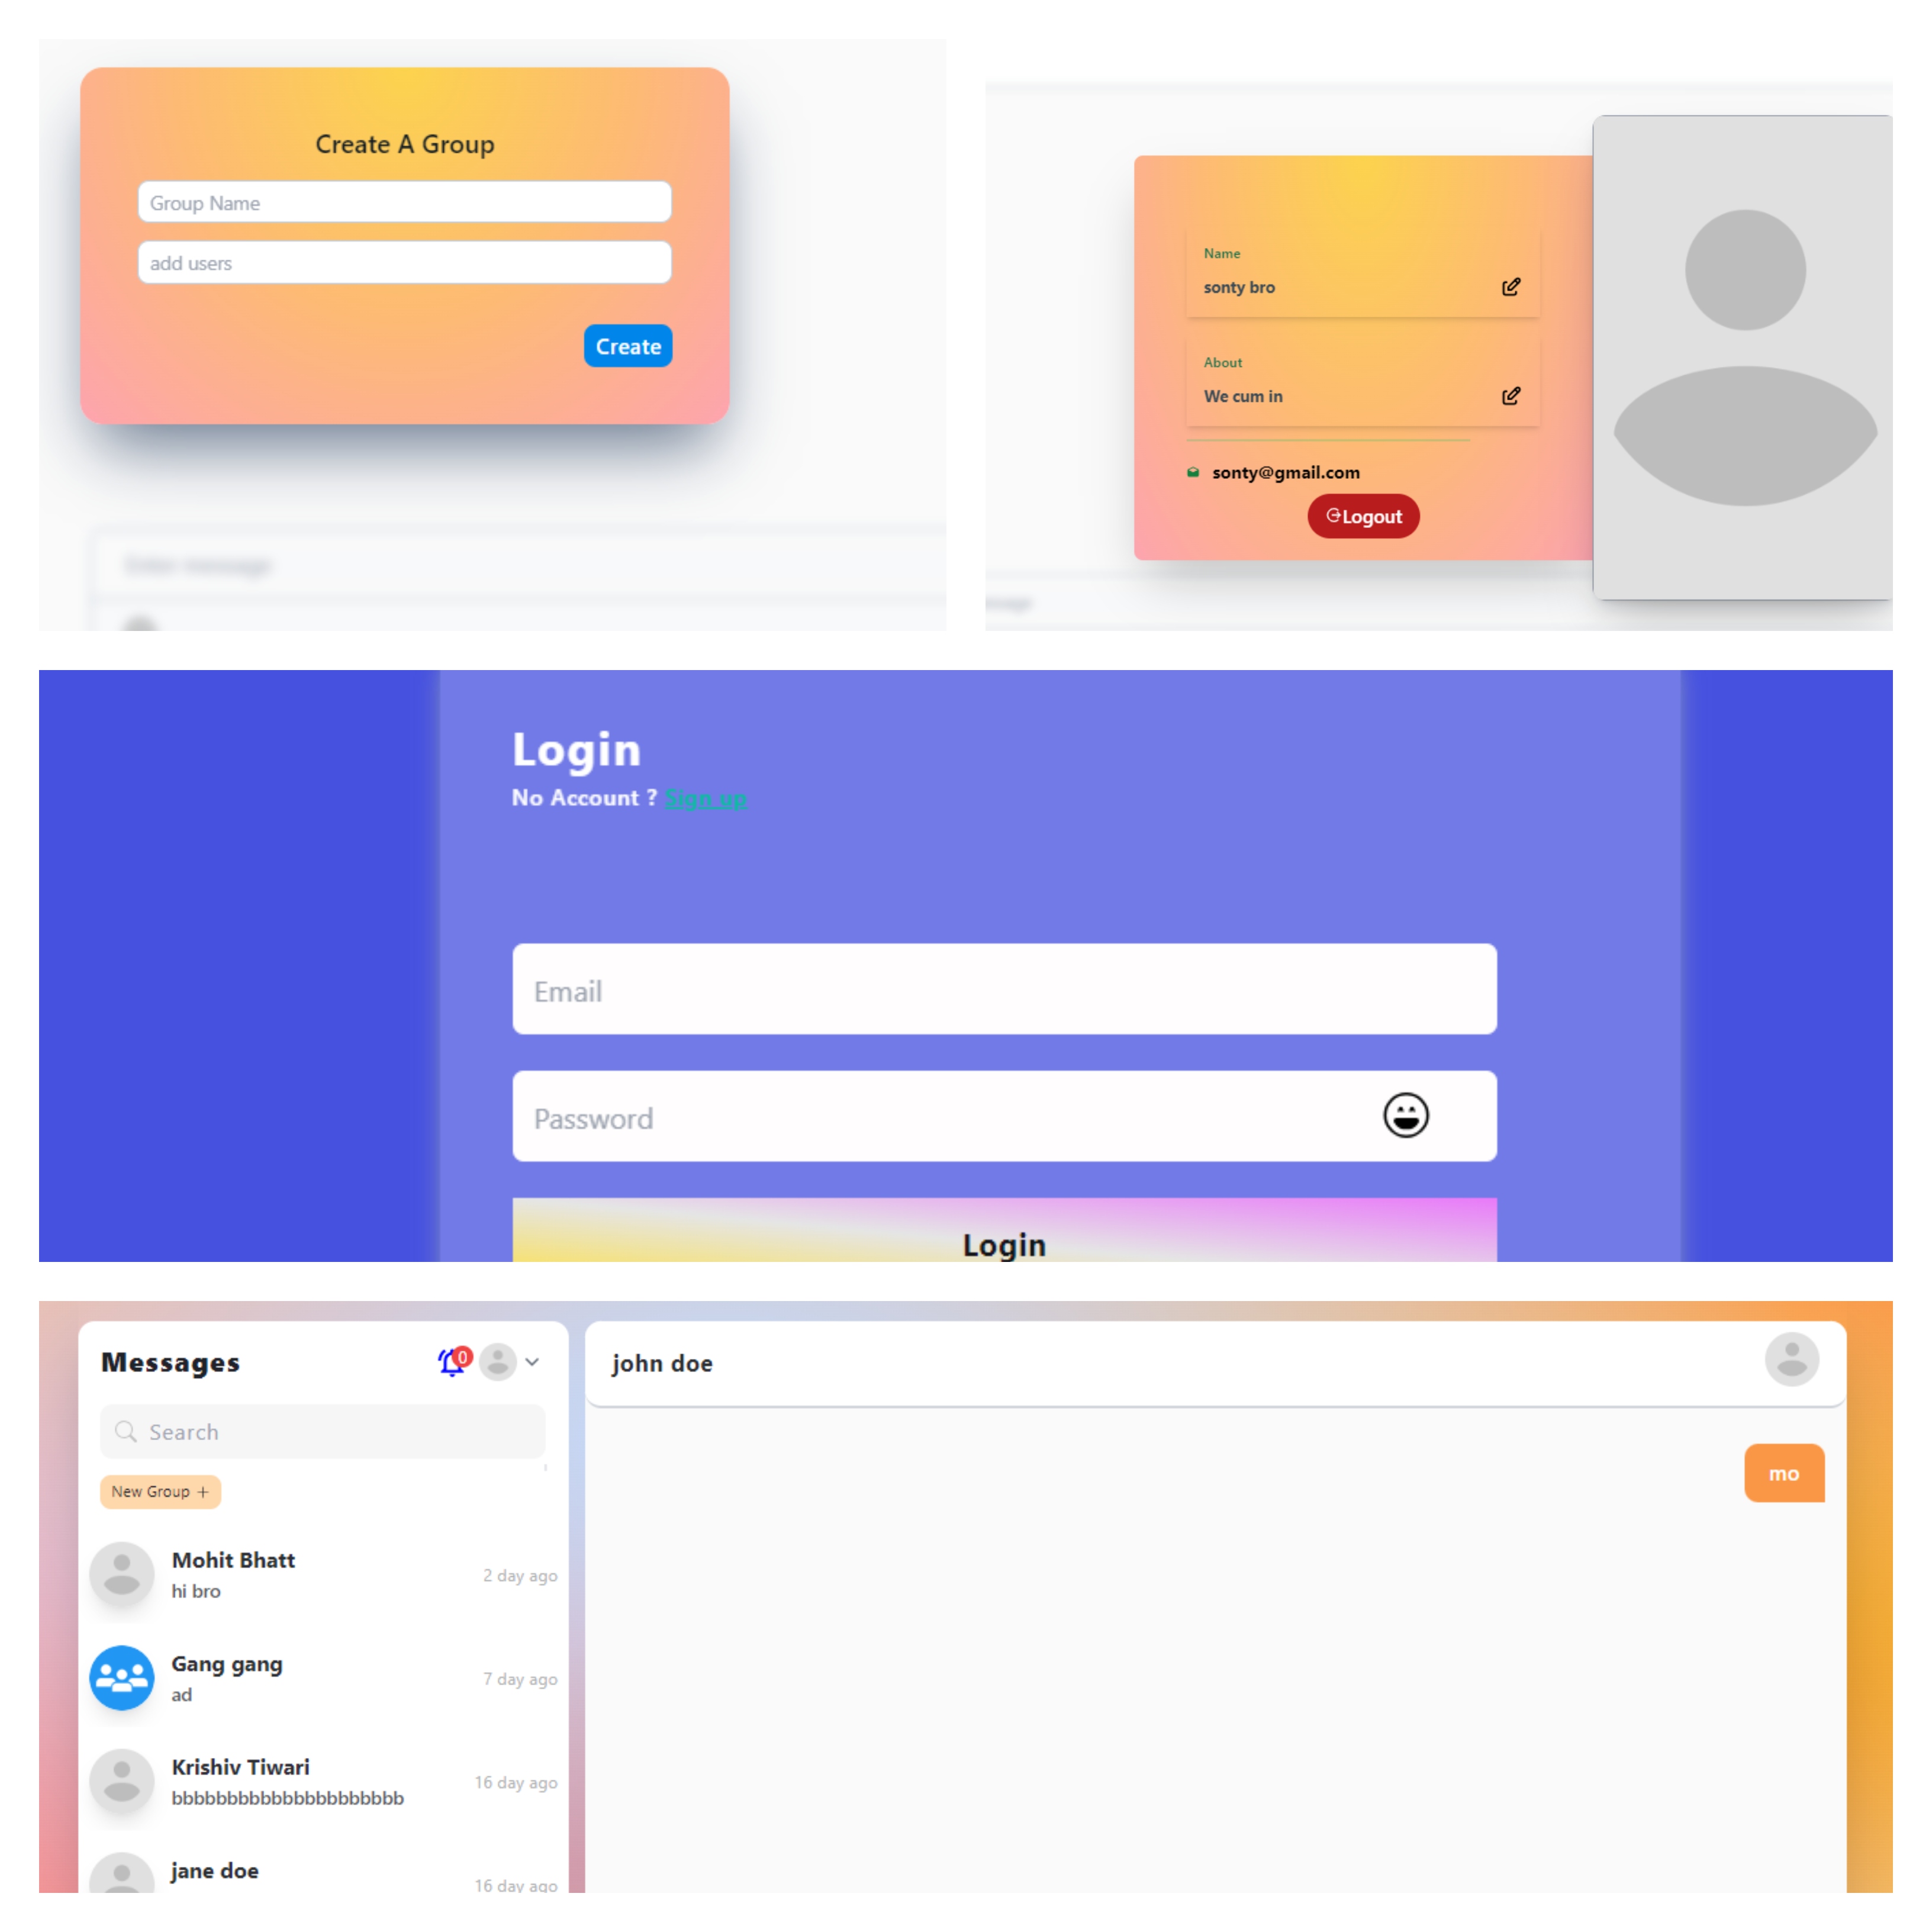 Create A Group
Group Name
add users
Create
Enter message
Name
sonty bro
About
We cum in
sonty@gmail.com
Logout
Login
No Account ? Sign up
Email
Password
Login
Messages
0
Search
New Group +
Mohit Bhatt
hi bro
2 day ago
Gang gang
ad
7 day ago
Krishiv Tiwari
bbbbbbbbbbbbbbbbbbbbb
16 day ago
jane doe
16 day ago
john doe
mo